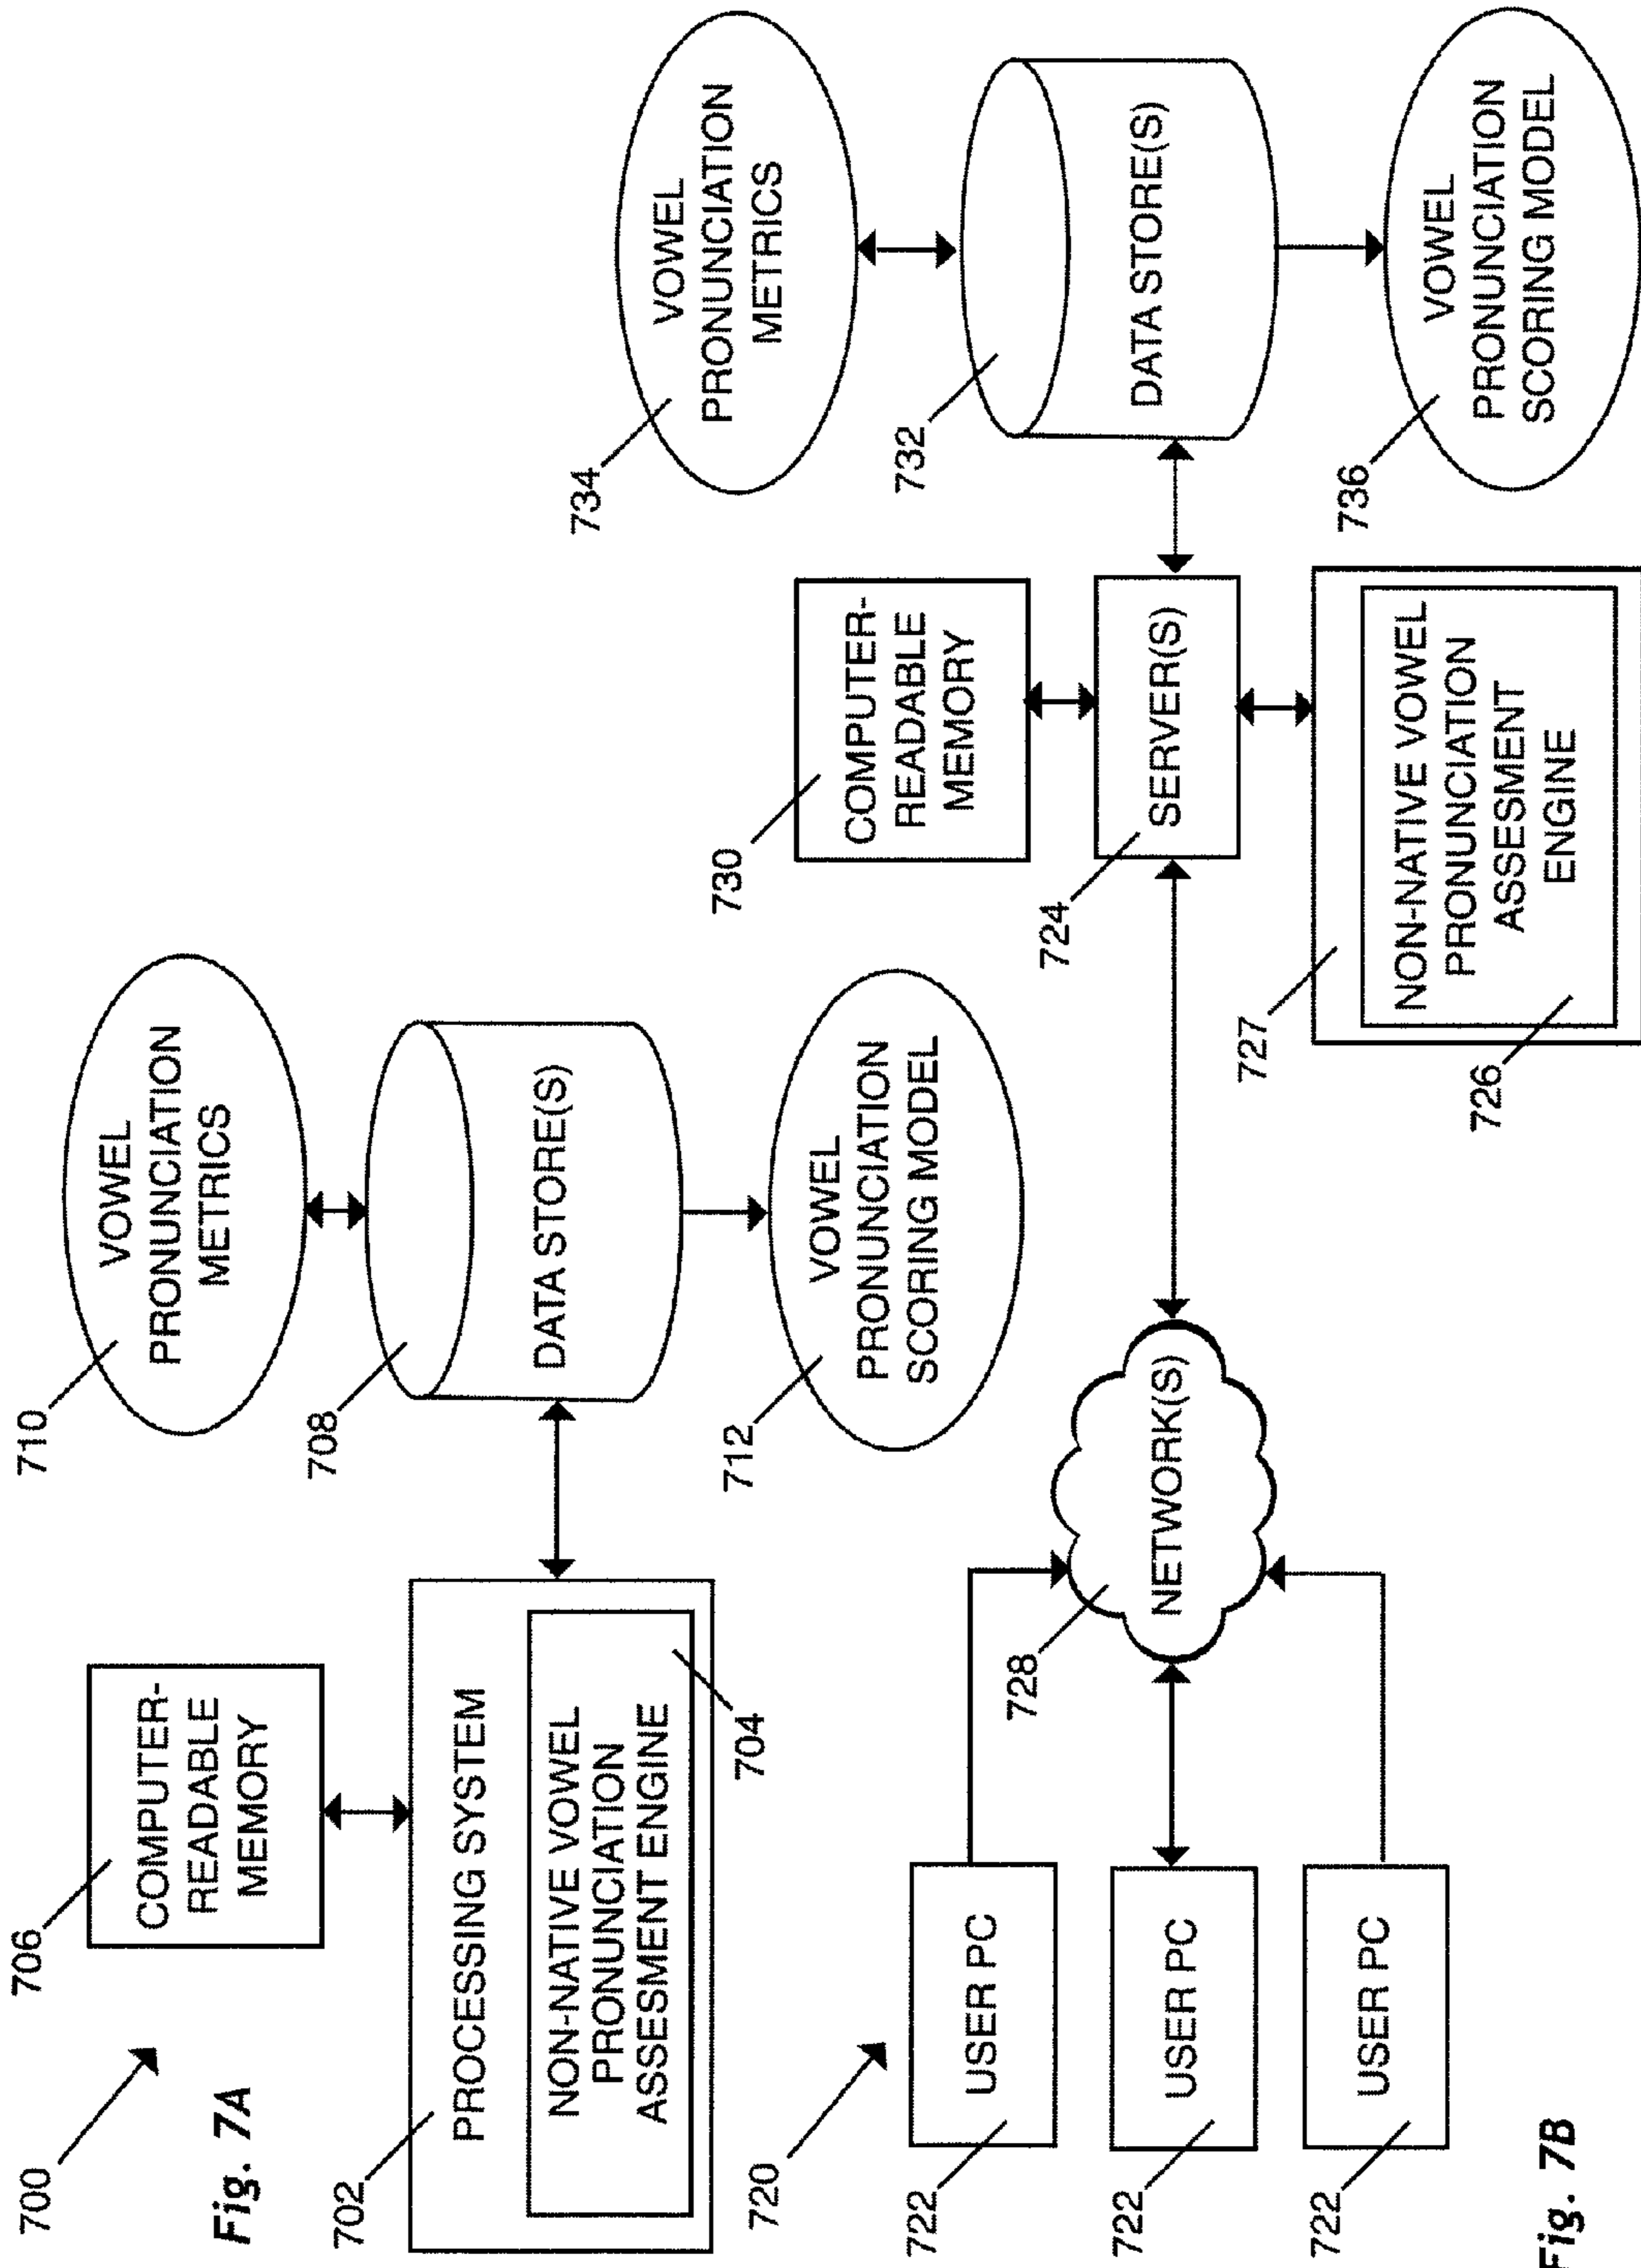 700
Fig. 7A
706
COMPUTER-
READABLE
MEMORY
702
PROCESSING SYSTEM
NON-NATIVE VOWEL
PRONUNCIATION
ASSESMENT ENGINE
704
710
VOWEL
PRONUNCIATION
METRICS
708
DATA STORE(S)
712
VOWEL
PRONUNCIATION
SCORING MODEL
720
722
USER PC
722
USER PC
722
USER PC
728
NETWORK(S)
730
COMPUTER-
READABLE
MEMORY
724
SERVER(S)
727
NON-NATIVE VOWEL
PRONUNCIATION
ASSESMENT
ENGINE
726
734
VOWEL
PRONUNCIATION
METRICS
732
DATA STORE(S)
736
VOWEL
PRONUNCIATION
SCORING MODEL
Fig. 7B